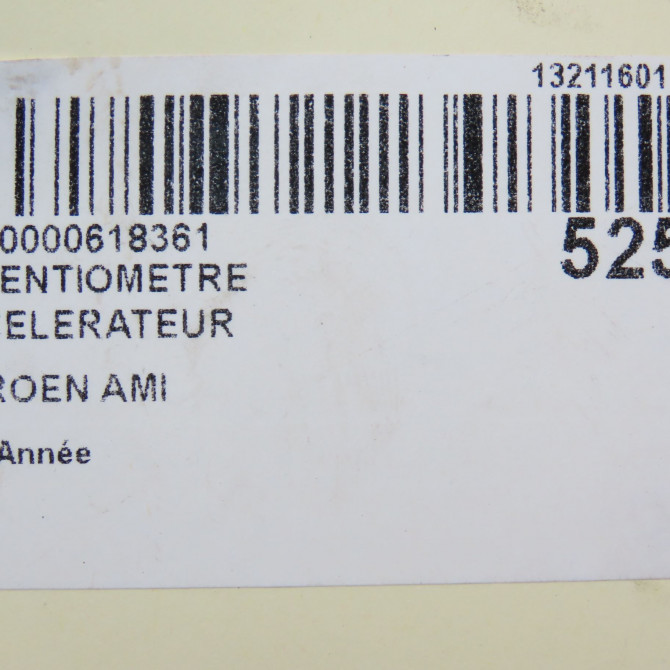 13211601
0000618361
525
ENTIOMETRE
ELERATEUR
ROEN AMI
Année